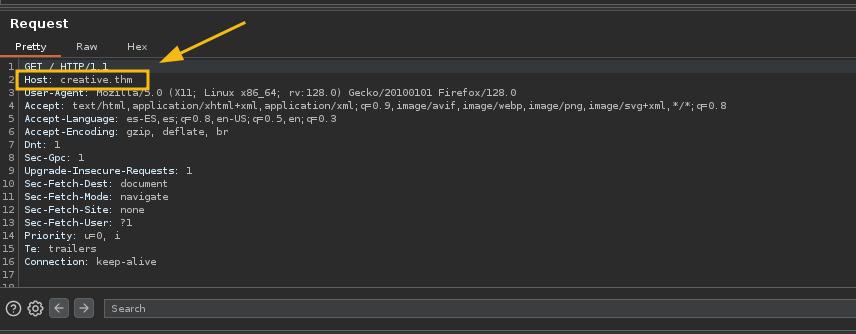 Request
Pretty Raw Hex
1 GET / HTTP/1.1
2 Host: creative.thm
3 User-Agent: Mozilla/5.0 (X11; Linux x86_64; rv:128.0) Gecko/20100101 Firefox/128.0
4 Accept: text/html,application/xhtml+xml,application/xml;q=0.9,image/avif,image/webp,image/png,image/svg+xml,*/*;q=0.8
5 Accept-Language: es-ES,es;q=0.8,en-US;q=0.5,en;q=0.3
6 Accept-Encoding: gzip, deflate, br
7 Dnt: 1
8 Sec-Gpc: 1
9 Upgrade-Insecure-Requests: 1
10 Sec-Fetch-Dest: document
11 Sec-Fetch-Mode: navigate
12 Sec-Fetch-Site: none
13 Sec-Fetch-User: ?1
14 Priority: u=0, i
15 Te: trailers
16 Connection: keep-alive
17
18
Search